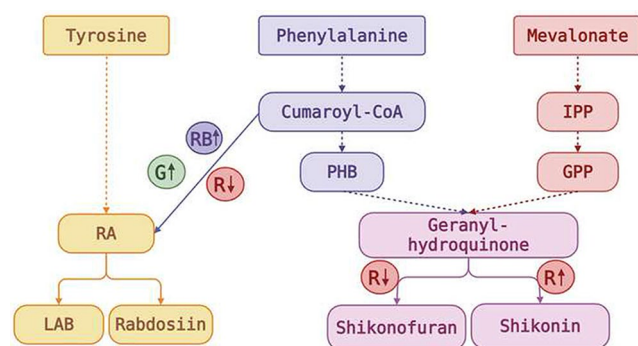 Tyrosine
Phenylalanine
Mevalonate
Cumaroyl-CoA
IPP
RB↑
G↑
R↓
PHB
GPP
RA
Geranyl-
hydroquinone
R↓
R↑
LAB
Rabdosiin
Shikonofuran
Shikonin